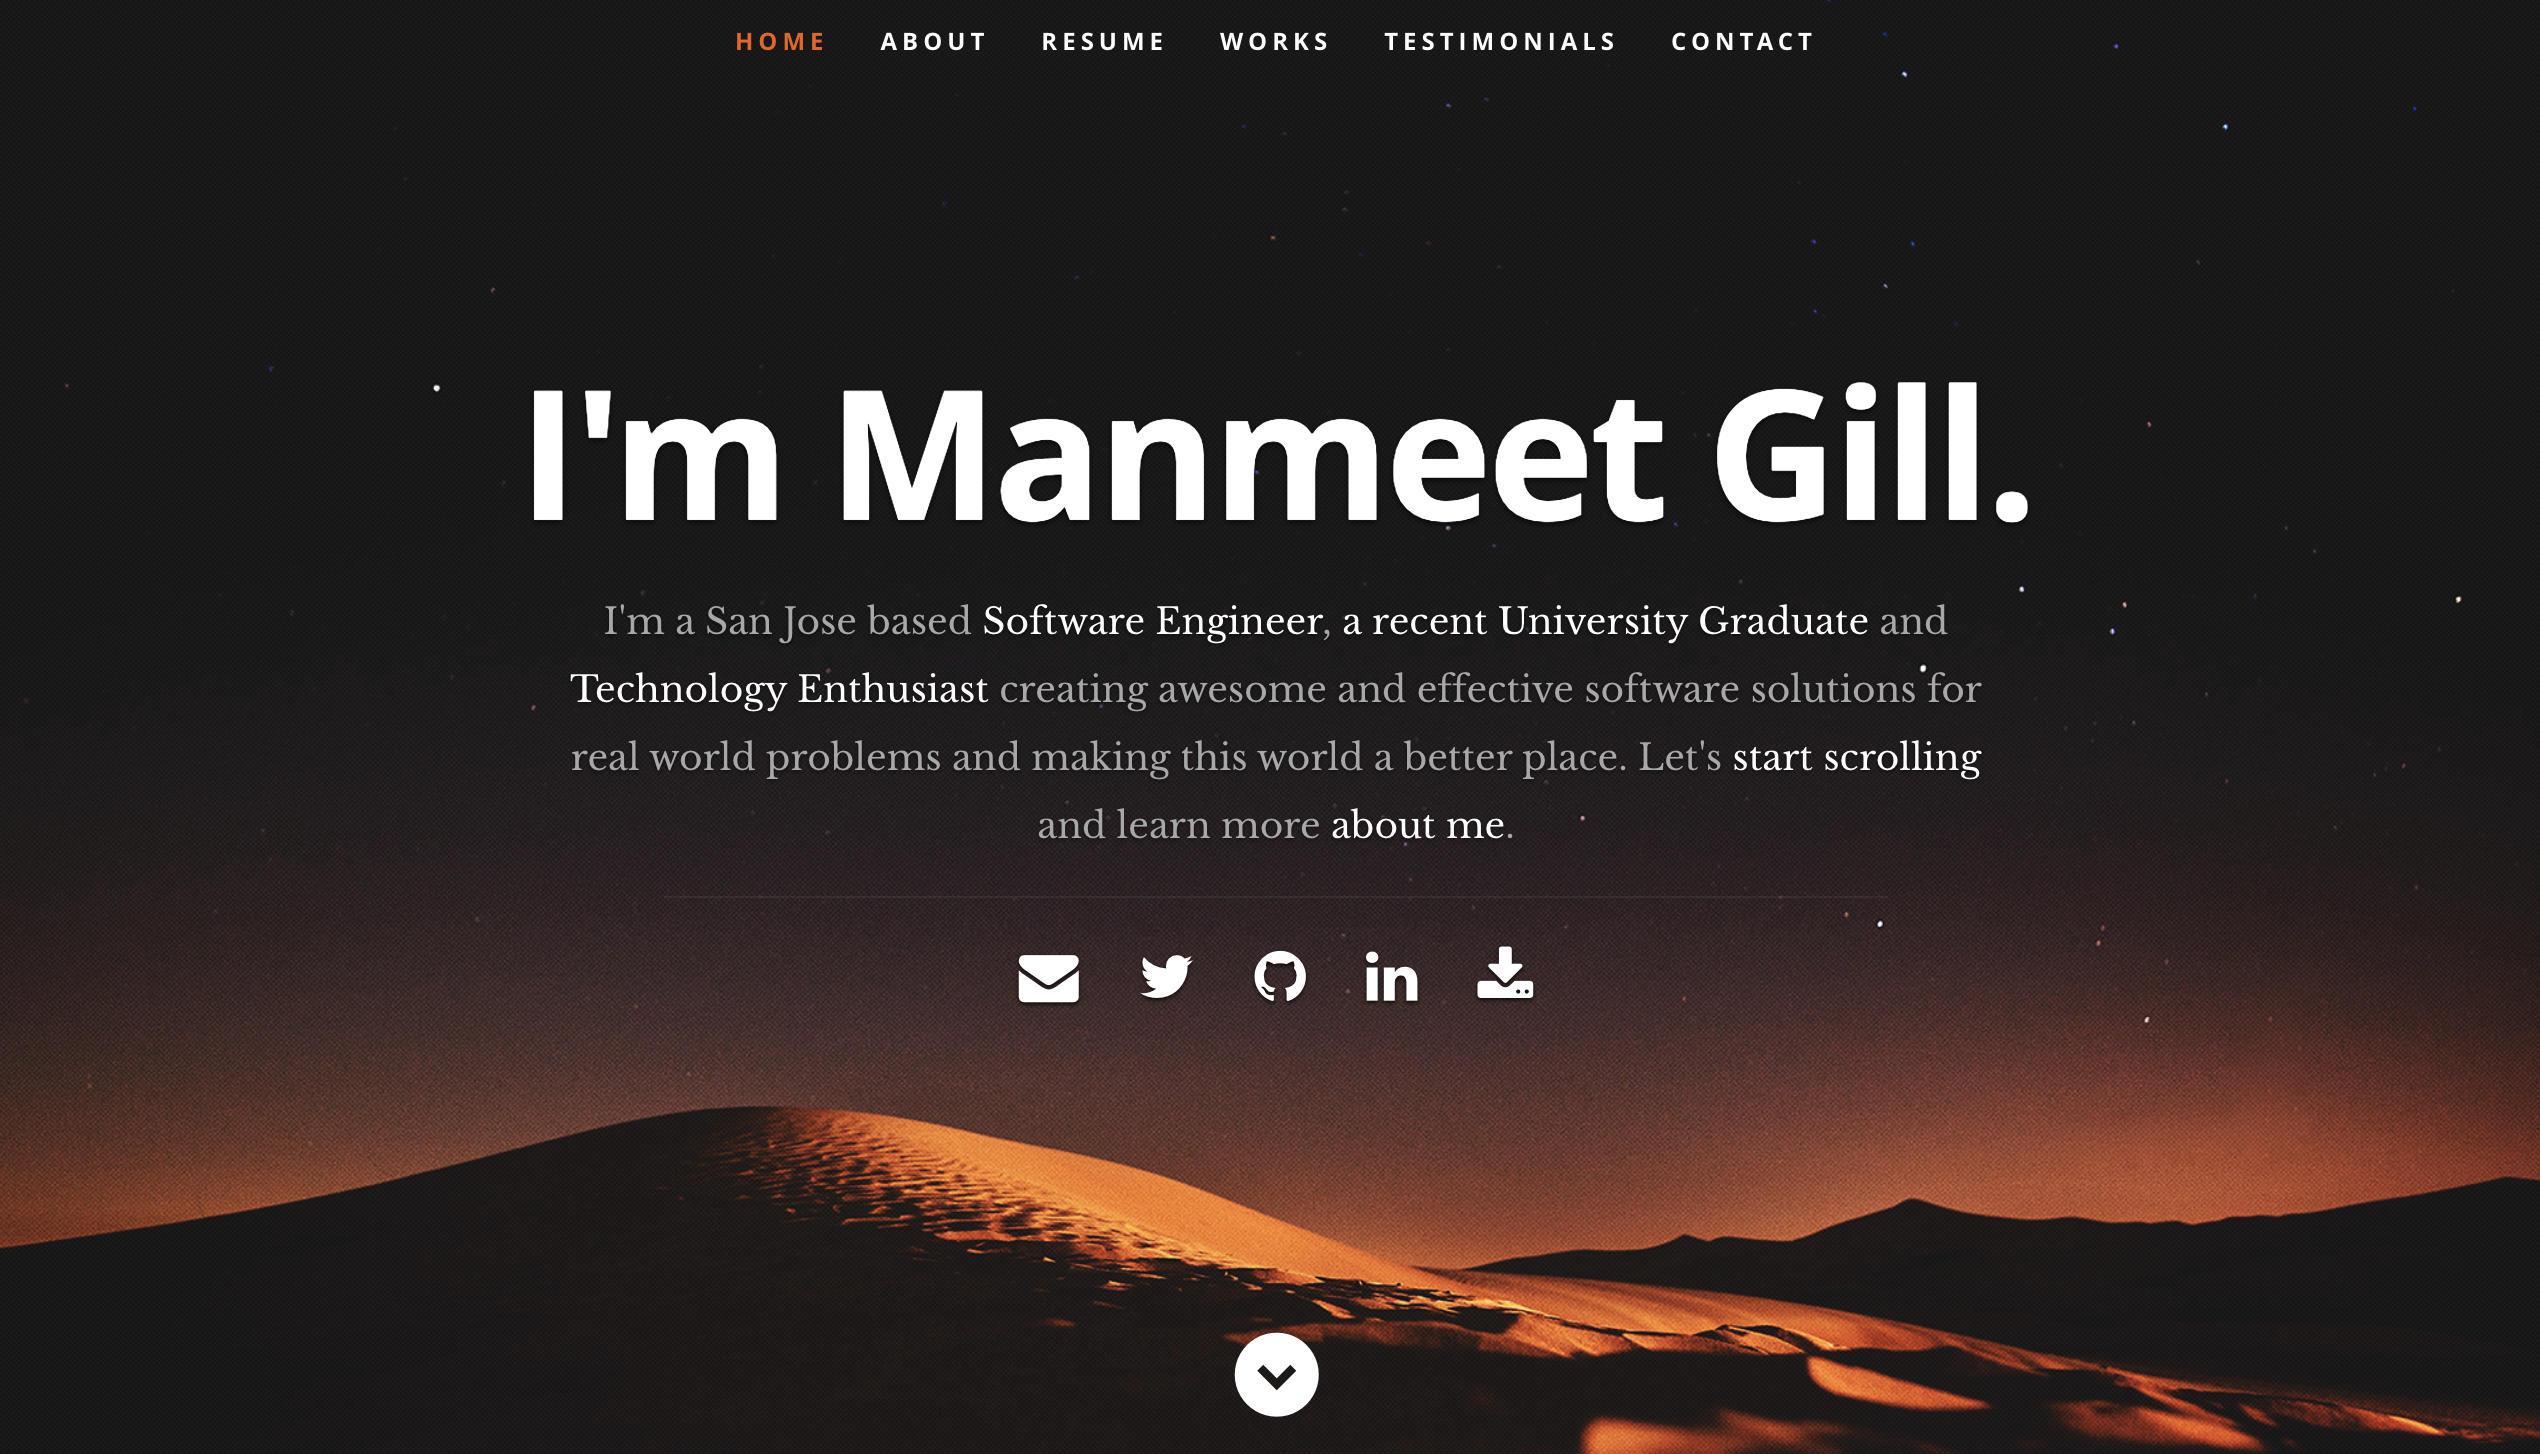 HOME ABOUT RESUME WORKS TESTIMONIALS CONTACT
I'm Manmeet Gill.
I'm a San Jose based Software Engineer, a recent University Graduate and
Technology Enthusiast creating awesome and effective software solutions for
real world problems and making this world a better place. Let's start scrolling
and learn more about me.
in